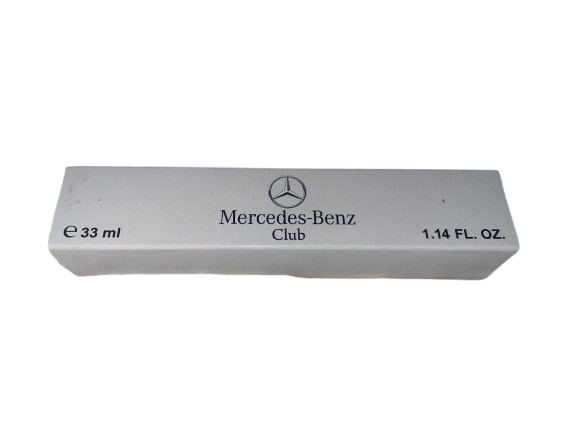 Mercedes-Benz
Club
℮ 33 ml
1.14 FL. OZ.